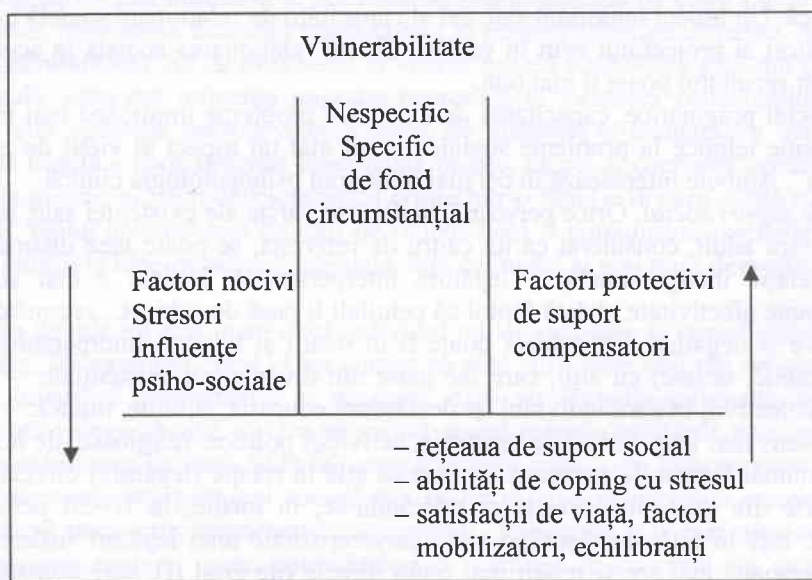 Vulnerabilitate
Nespecific
Specific
de fond
circumstanțial
Factori nocivi
Stresori
Influențe
psiho-sociale
Factori protectivi
de suport
compensatori
– rețeaua de suport social
– abilități de coping cu stresul
– satisfacții de viață, factori
mobilizatori, echilibranți